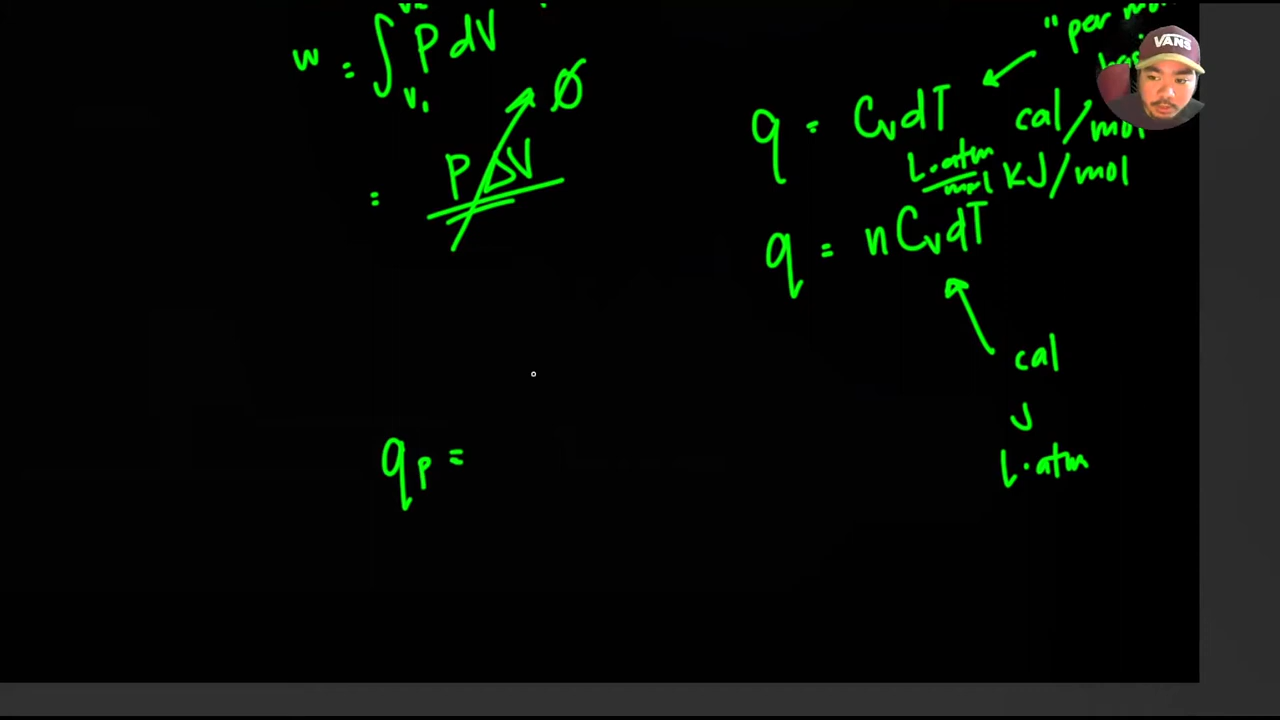 w = ∫ P dV
V₁
= PΔV → ∅
"per
q = CᵥdT
cal/mol
L·atm/mol KJ/mol
q = nCᵥdT
cal
J
L·atm
qₚ =
VANS